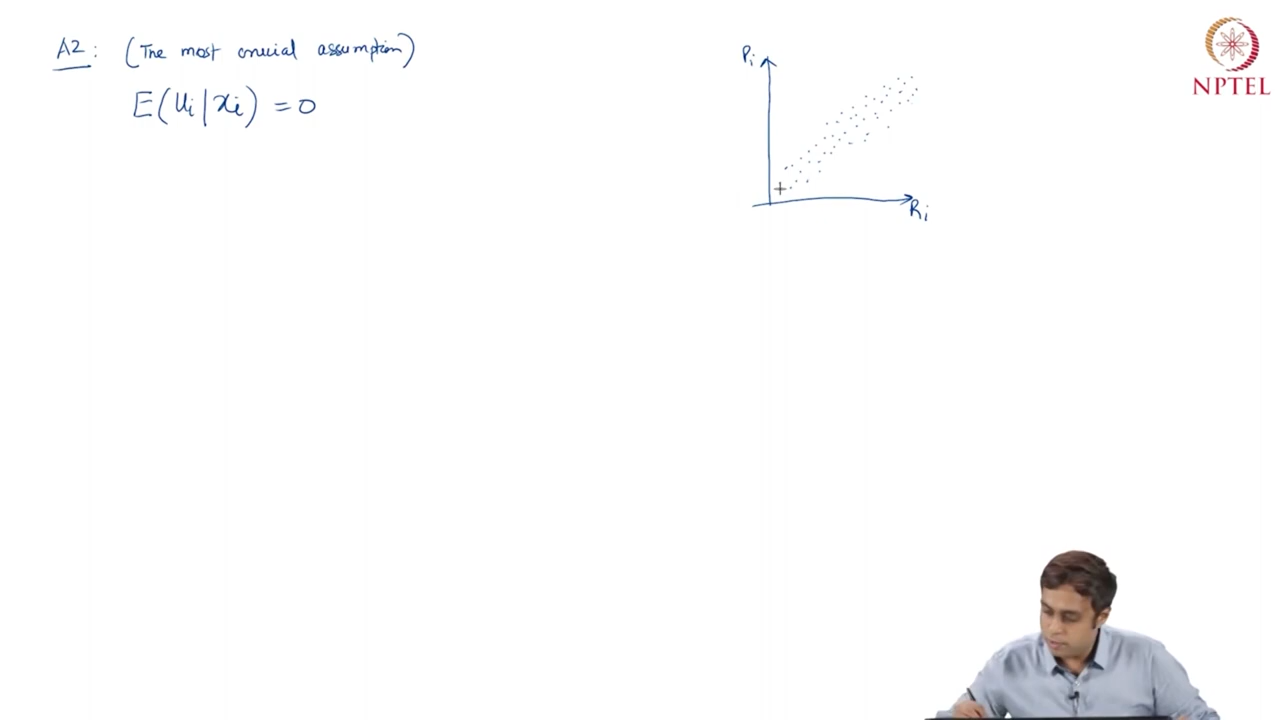 A2: (The most crucial assumption)
E(Ui|xi) = 0
Pi
Ri
NPTEL